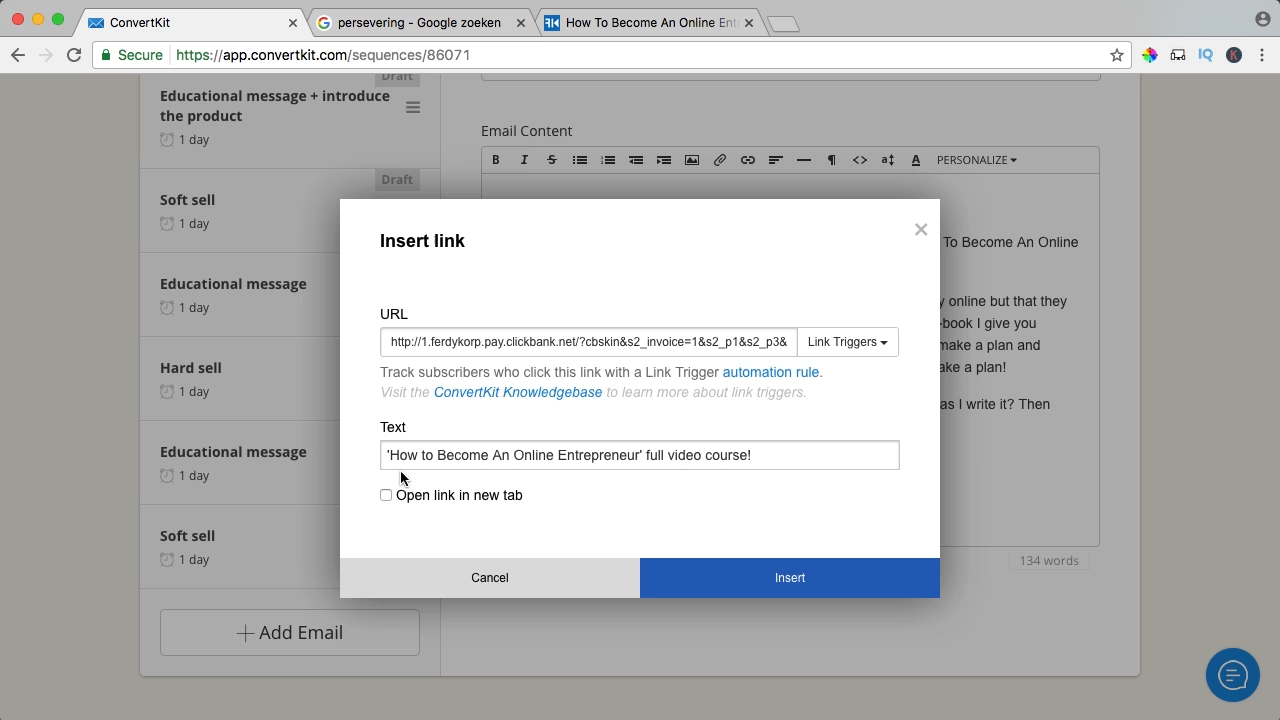 ConvertKit
persevering - Google zoeken
How To Become An Online Ent
Secure https://app.convertkit.com/sequences/86071
Draft
Educational message + introduce
the product
1 day
Draft
Soft sell
1 day
Educational message
1 day
Hard sell
1 day
Educational message
1 day
Soft sell
1 day
Add Email
Email Content
PERSONALIZE
To Become An Online
y online but that they
-book I give you
make a plan and
ake a plan!
as I write it? Then
134 words
Insert link
URL
http://1.ferdykorp.pay.clickbank.net/?cbskin&s2_invoice=1&s2_p1&s2_p3&
Link Triggers
Track subscribers who click this link with a Link Trigger automation rule.
Visit the ConvertKit Knowledgebase to learn more about link triggers.
Text
'How to Become An Online Entrepreneur' full video course!
Open link in new tab
Cancel
Insert